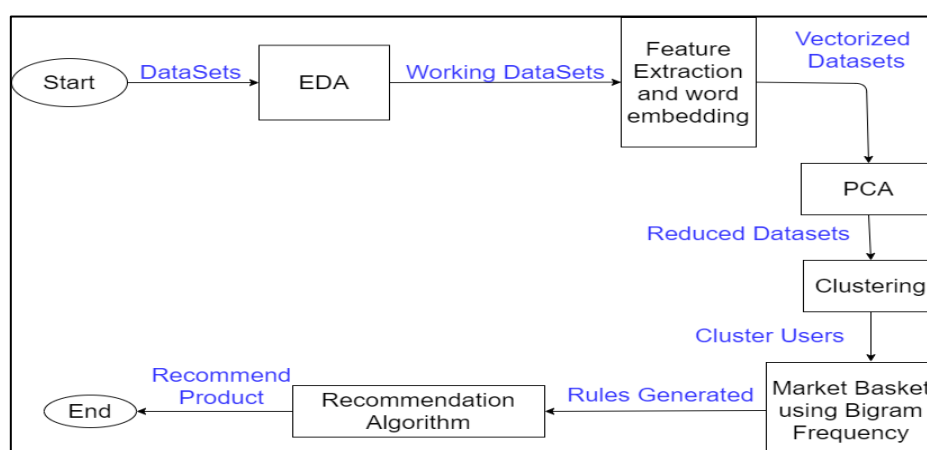 Start
DataSets
EDA
Working DataSets
Feature
Extraction
and word
embedding
Vectorized
Datasets
PCA
Reduced Datasets
Clustering
Cluster Users
Market Basket
using Bigram
Frequency
Rules Generated
Recommendation
Algorithm
Recommend
Product
End